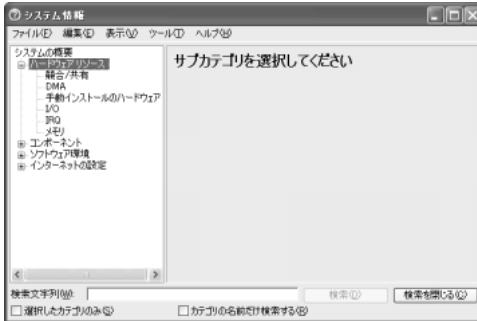 システム情報
ファイル(F) 編集(E) 表示(V) ツール(T) ヘルプ(H)
システムの概要
ハードウェア リソース
競合/共有
DMA
手動インストールのハードウェア
I/O
IRQ
メモリ
コンポーネント
ソフトウェア環境
インターネットの設定
サブカテゴリを選択してください
検索文字列(W):
検索(D) 検索を閉じる(C)
選択したカテゴリのみ(S) カテゴリの名前だけ検索する(R)